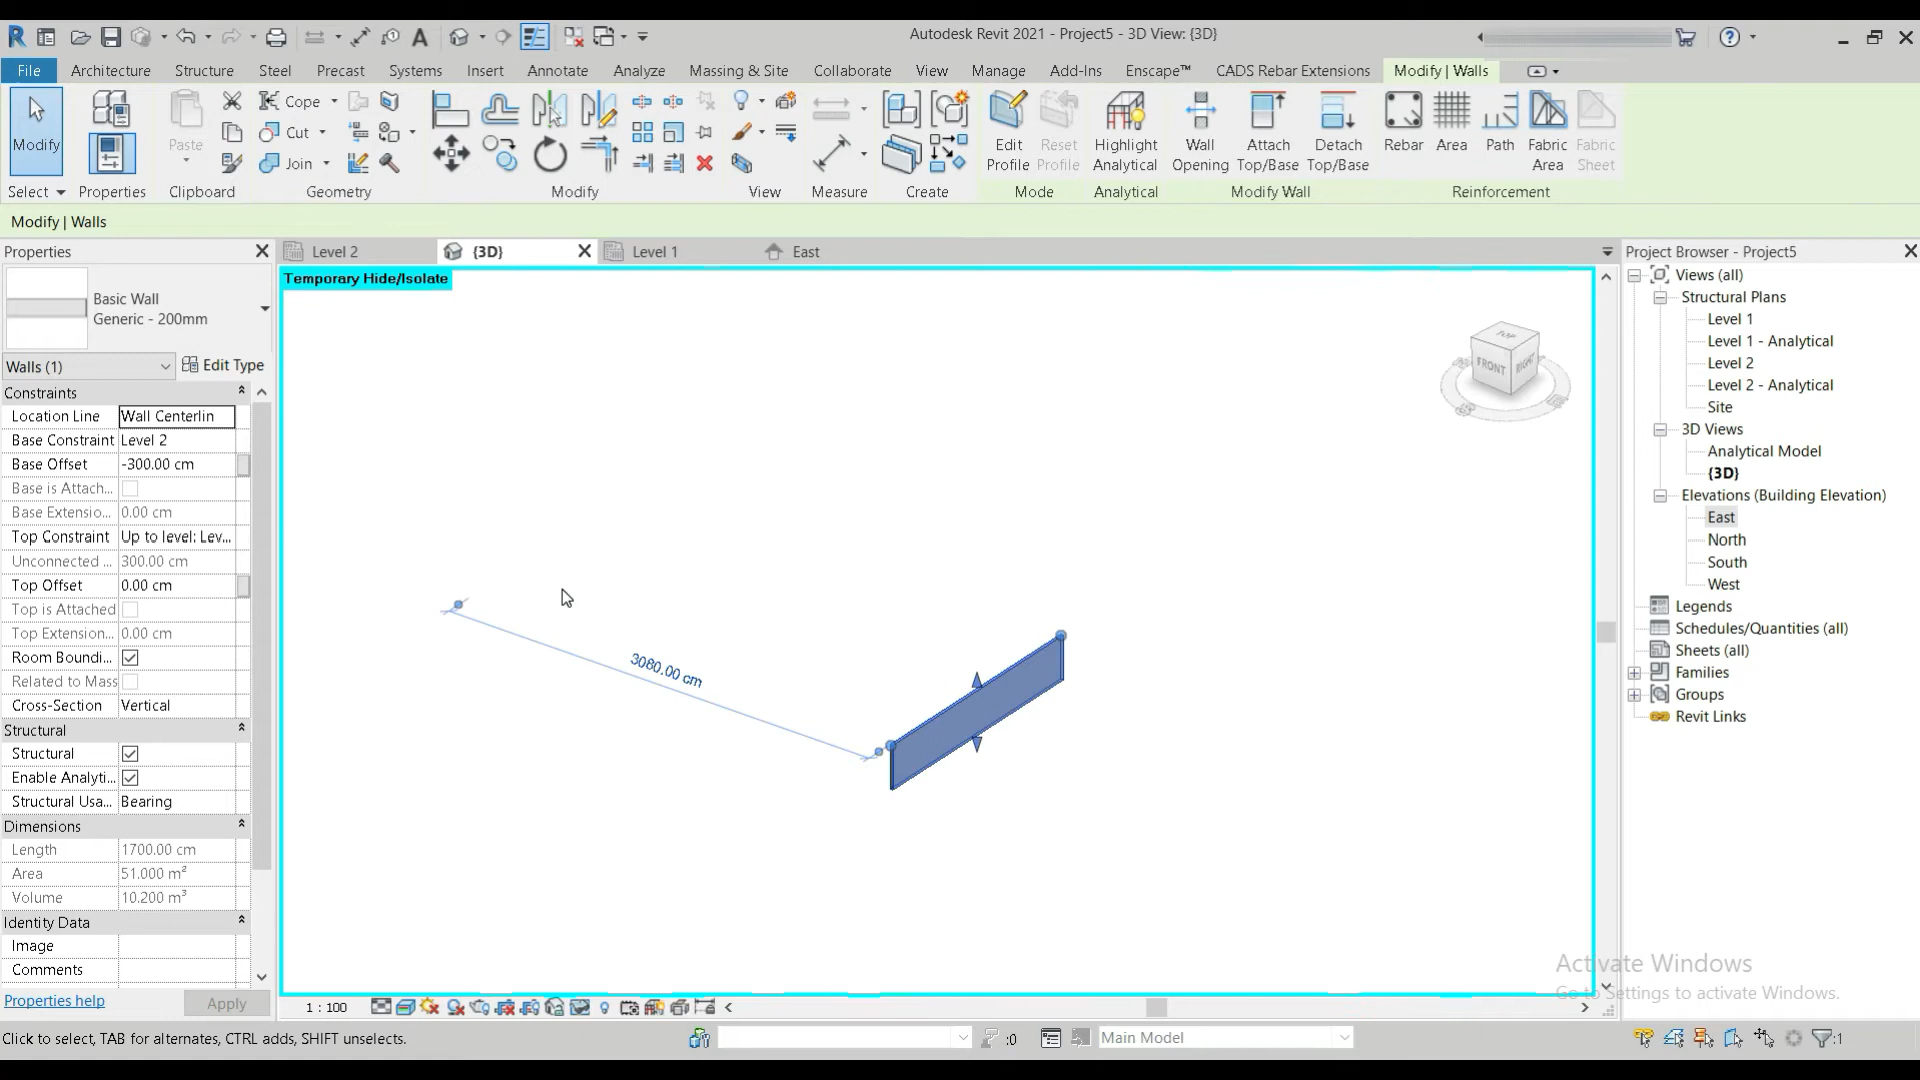 Autodesk Revit 2021 - Project5 - 3D View: {3D}
File Architecture Structure Steel Precast Systems Insert Annotate Analyze Massing & Site Collaborate View Manage Add-Ins Enscape™ CADS Rebar Extensions Modify | Walls
Modify
Paste
Cope
Cut
Join
Edit Profile
Reset Profile
Highlight Analytical
Wall Opening
Attach Top/Base
Detach Top/Base
Rebar
Area
Path
Fabric Area
Fabric Sheet
Select Properties Clipboard Geometry Modify View Measure Create Mode Analytical Modify Wall Reinforcement
Modify | Walls
Properties
Level 2
{3D}
Level 1
East
Project Browser - Project5
Basic Wall
Generic - 200mm
Walls (1)
Edit Type
Constraints
Location Line Wall Centerlin
Base Constraint Level 2
Base Offset -300.00 cm
Base is Attach...
Base Extensio... 0.00 cm
Top Constraint Up to level: Lev...
Unconnected ... 300.00 cm
Top Offset 0.00 cm
Top is Attached
Top Extension... 0.00 cm
Room Boundi...
Related to Mass
Cross-Section Vertical
Structural
Structural
Enable Analyti...
Structural Usa... Bearing
Dimensions
Length 1700.00 cm
Area 51.000 m²
Volume 10.200 m³
Identity Data
Image
Comments
Properties help
Apply
Temporary Hide/Isolate
TOP
FRONT
RIGHT
3080.00 cm
Views (all)
Structural Plans
Level 1
Level 1 - Analytical
Level 2
Level 2 - Analytical
Site
3D Views
Analytical Model
{3D}
Elevations (Building Elevation)
East
North
South
West
Legends
Schedules/Quantities (all)
Sheets (all)
Families
Groups
Revit Links
Activate Windows
Go to Settings to activate Windows.
1 : 100
Click to select, TAB for alternates, CTRL adds, SHIFT unselects.
:0
Main Model
:1